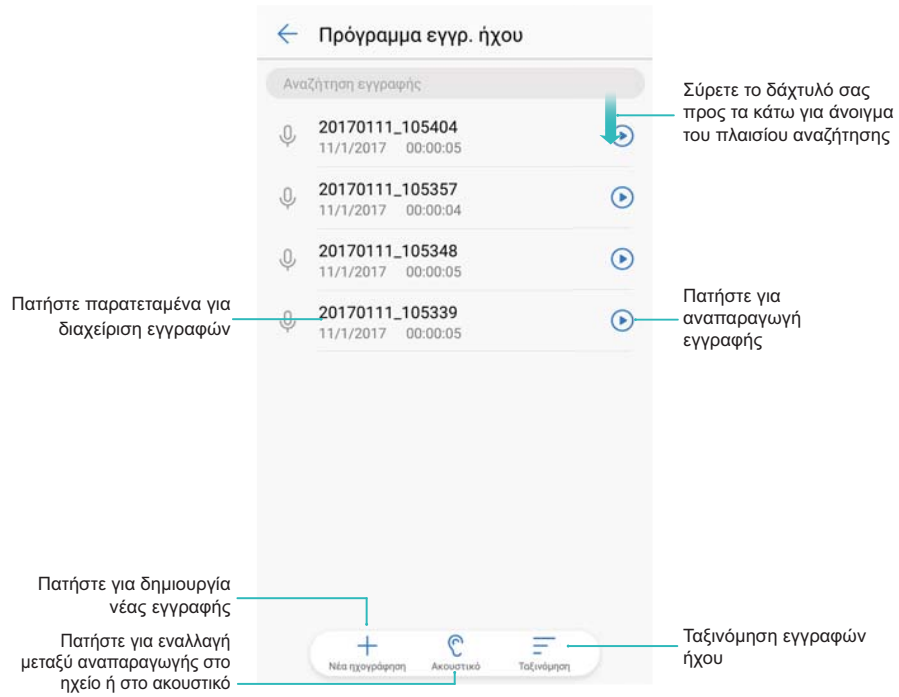 Πρόγραμμα εγγρ. ήχου
Αναζήτηση εγγραφής
20170111_105404
11/1/2017 00:00:05
20170111_105357
11/1/2017 00:00:04
20170111_105348
11/1/2017 00:00:05
20170111_105339
11/1/2017 00:00:05
Σύρετε το δάχτυλό σας
προς τα κάτω για άνοιγμα
του πλαισίου αναζήτησης
Πατήστε παρατεταμένα για
διαχείριση εγγραφών
Πατήστε για
αναπαραγωγή
εγγραφής
Πατήστε για δημιουργία
νέας εγγραφής
Πατήστε για εναλλαγή
μεταξύ αναπαραγωγής στο
ηχείο ή στο ακουστικό
Νέα ηχογράφηση
Ακουστικό
Ταξινόμηση
Ταξινόμηση εγγραφών
ήχου